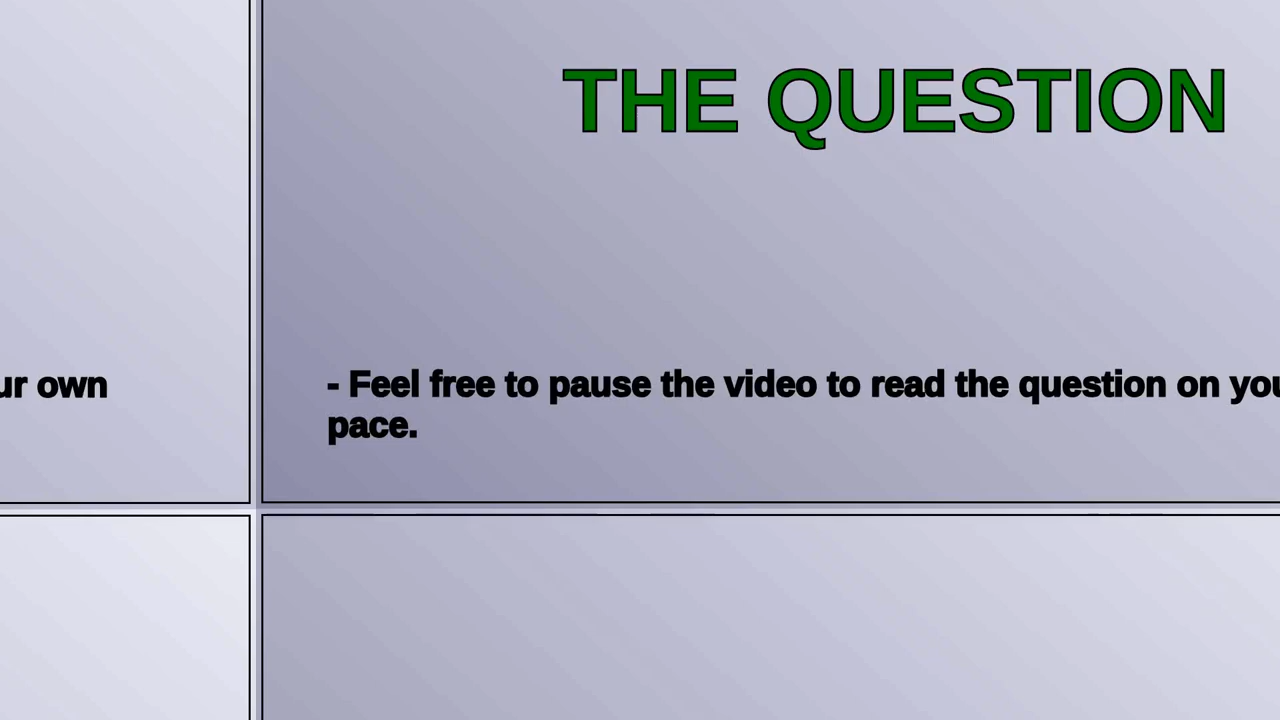 THE QUESTION
ur own
- Feel free to pause the video to read the question on you
pace.